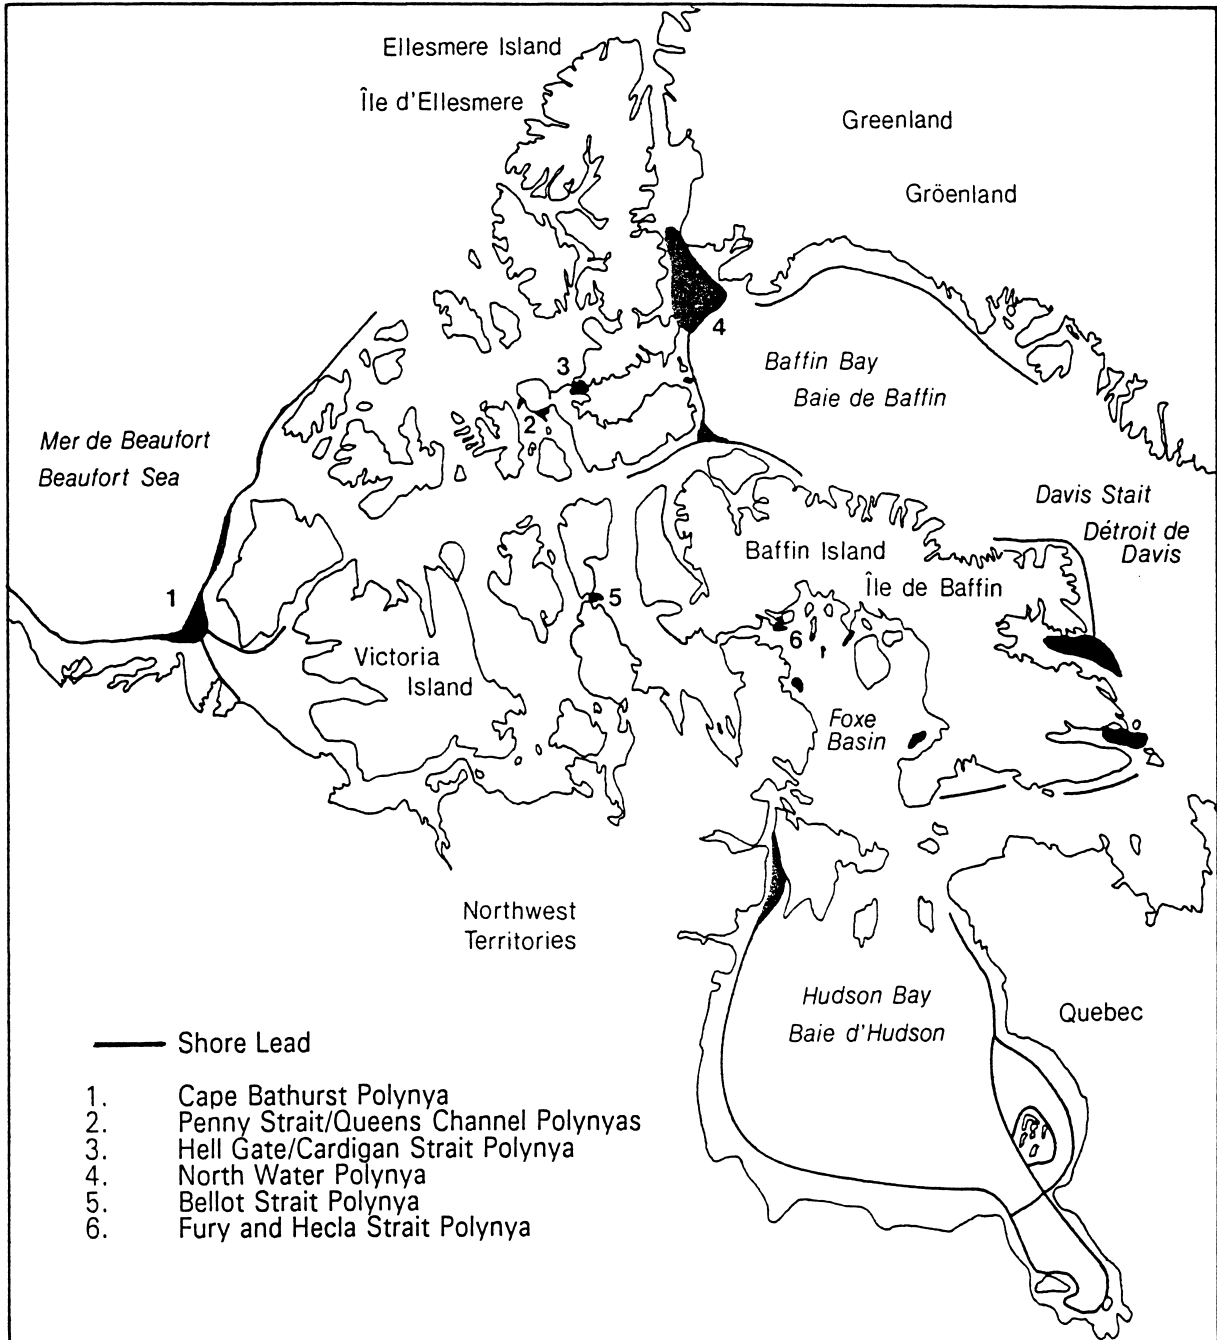 Ellesmere Island
Île d'Ellesmere
Greenland
Gröenland
4
3
Baffin Bay
Baie de Baffin
2
Mer de Beaufort
Beaufort Sea
Davis Stait
Détroit de
Davis
Baffin Island
Île de Baffin
1
5
6
Victoria
Island
Foxe
Basin
Northwest
Territories
Hudson Bay
Baie d'Hudson
Quebec
Shore Lead
1. Cape Bathurst Polynya
2. Penny Strait/Queens Channel Polynyas
3. Hell Gate/Cardigan Strait Polynya
4. North Water Polynya
5. Bellot Strait Polynya
6. Fury and Hecla Strait Polynya